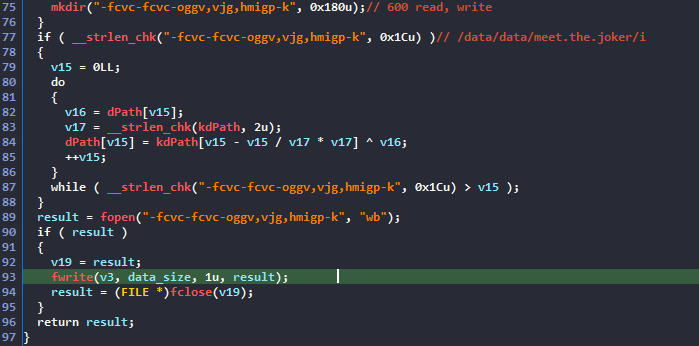 75 mkdir("-fcvc-fcvc-oggv,vjg,hmigp-k", 0x180u);// 600 read, write
76 }
77 if ( __strlen_chk("-fcvc-fcvc-oggv,vjg,hmigp-k", 0x1Cu) )// /data/data/meet.the.joker/i
78 {
79 v15 = 0LL;
80 do
81 {
82 v16 = dPath[v15];
83 v17 = __strlen_chk(kdPath, 2u);
84 dPath[v15] = kdPath[v15 - v15 / v17 * v17] ^ v16;
85 ++v15;
86 }
87 while ( __strlen_chk("-fcvc-fcvc-oggv,vjg,hmigp-k", 0x1Cu) > v15 );
88 }
89 result = fopen("-fcvc-fcvc-oggv,vjg,hmigp-k", "wb");
90 if ( result )
91 {
92 v19 = result;
93 fwrite(v3, data_size, 1u, result);
94 result = (FILE *)fclose(v19);
95 }
96 return result;
97 }